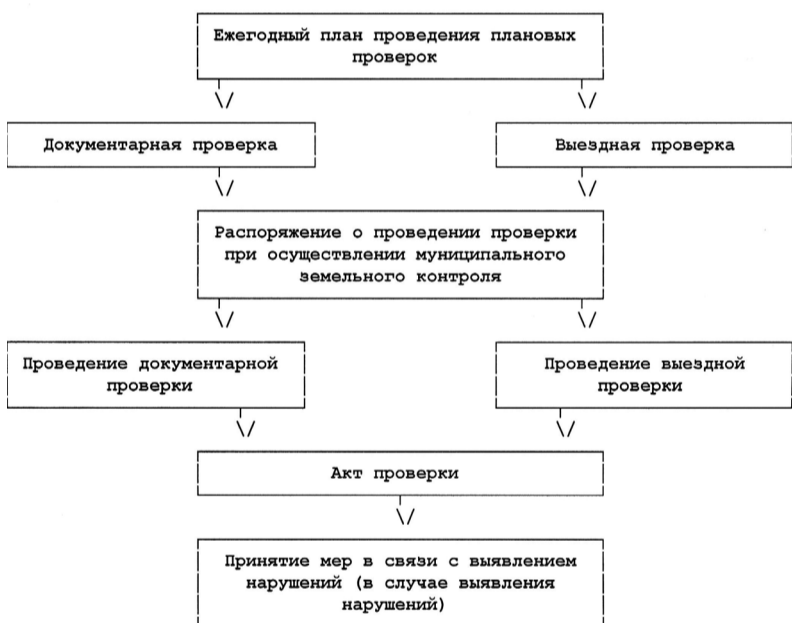 Ежегодный план проведения плановых
проверок
Документарная проверка
Выездная проверка
Распоряжение о проведении проверки
при осуществлении муниципального
земельного контроля
Проведение документарной
проверки
Проведение выездной
проверки
Акт проверки
Принятие мер в связи с выявлением
нарушений (в случае выявления
нарушений)